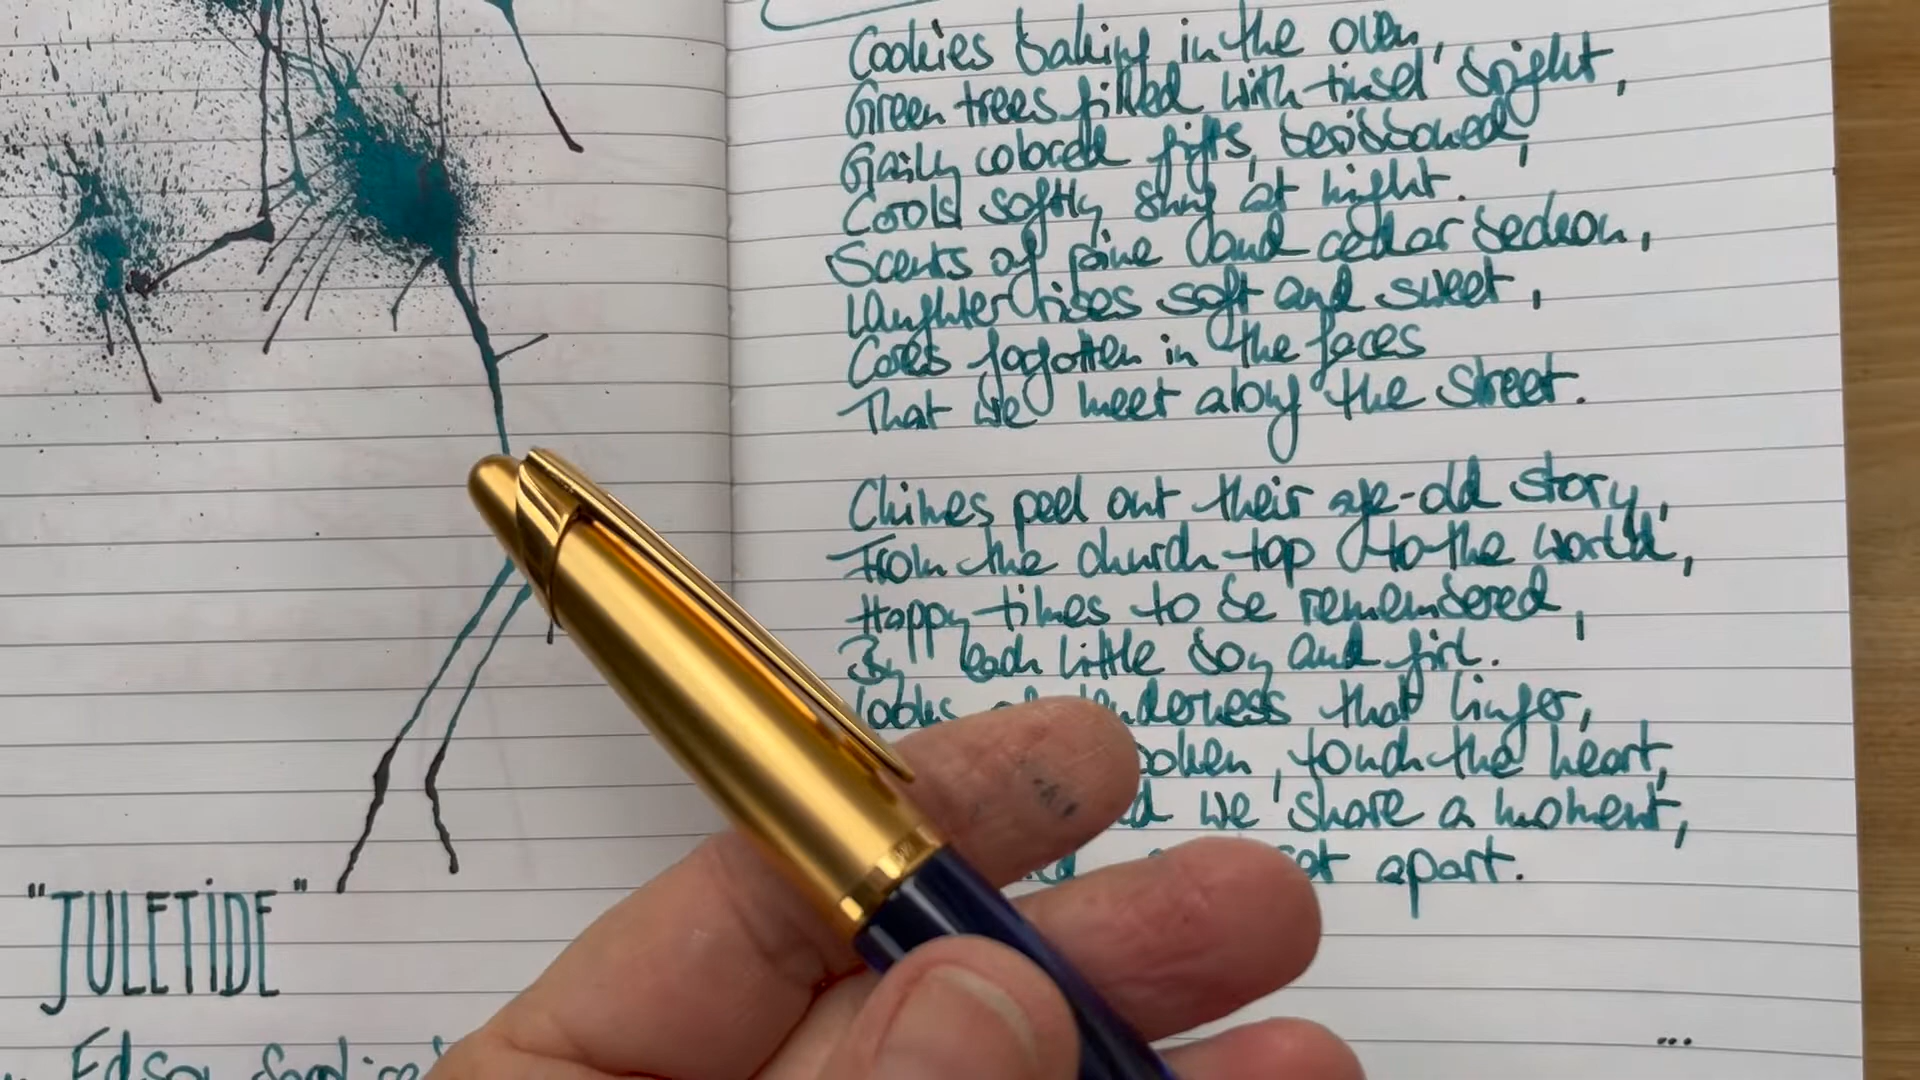 "JULETIDE"
Edson
Cookies baking in the oven,
Green trees filled with tinsel bright,
Gaily colored gifts, beribboned,
Carols softly sung at night.
Scents of pine and cedar beckon,
Laughter rises soft and sweet,
Cares forgotten in the faces
That we meet along the street.
Chimes peel out their age-old story,
From the church top to the world,
Happy times to be remembered,
By each little boy and girl.
Looks that linger,
touch the heart,
we share a moment,
apart.
...